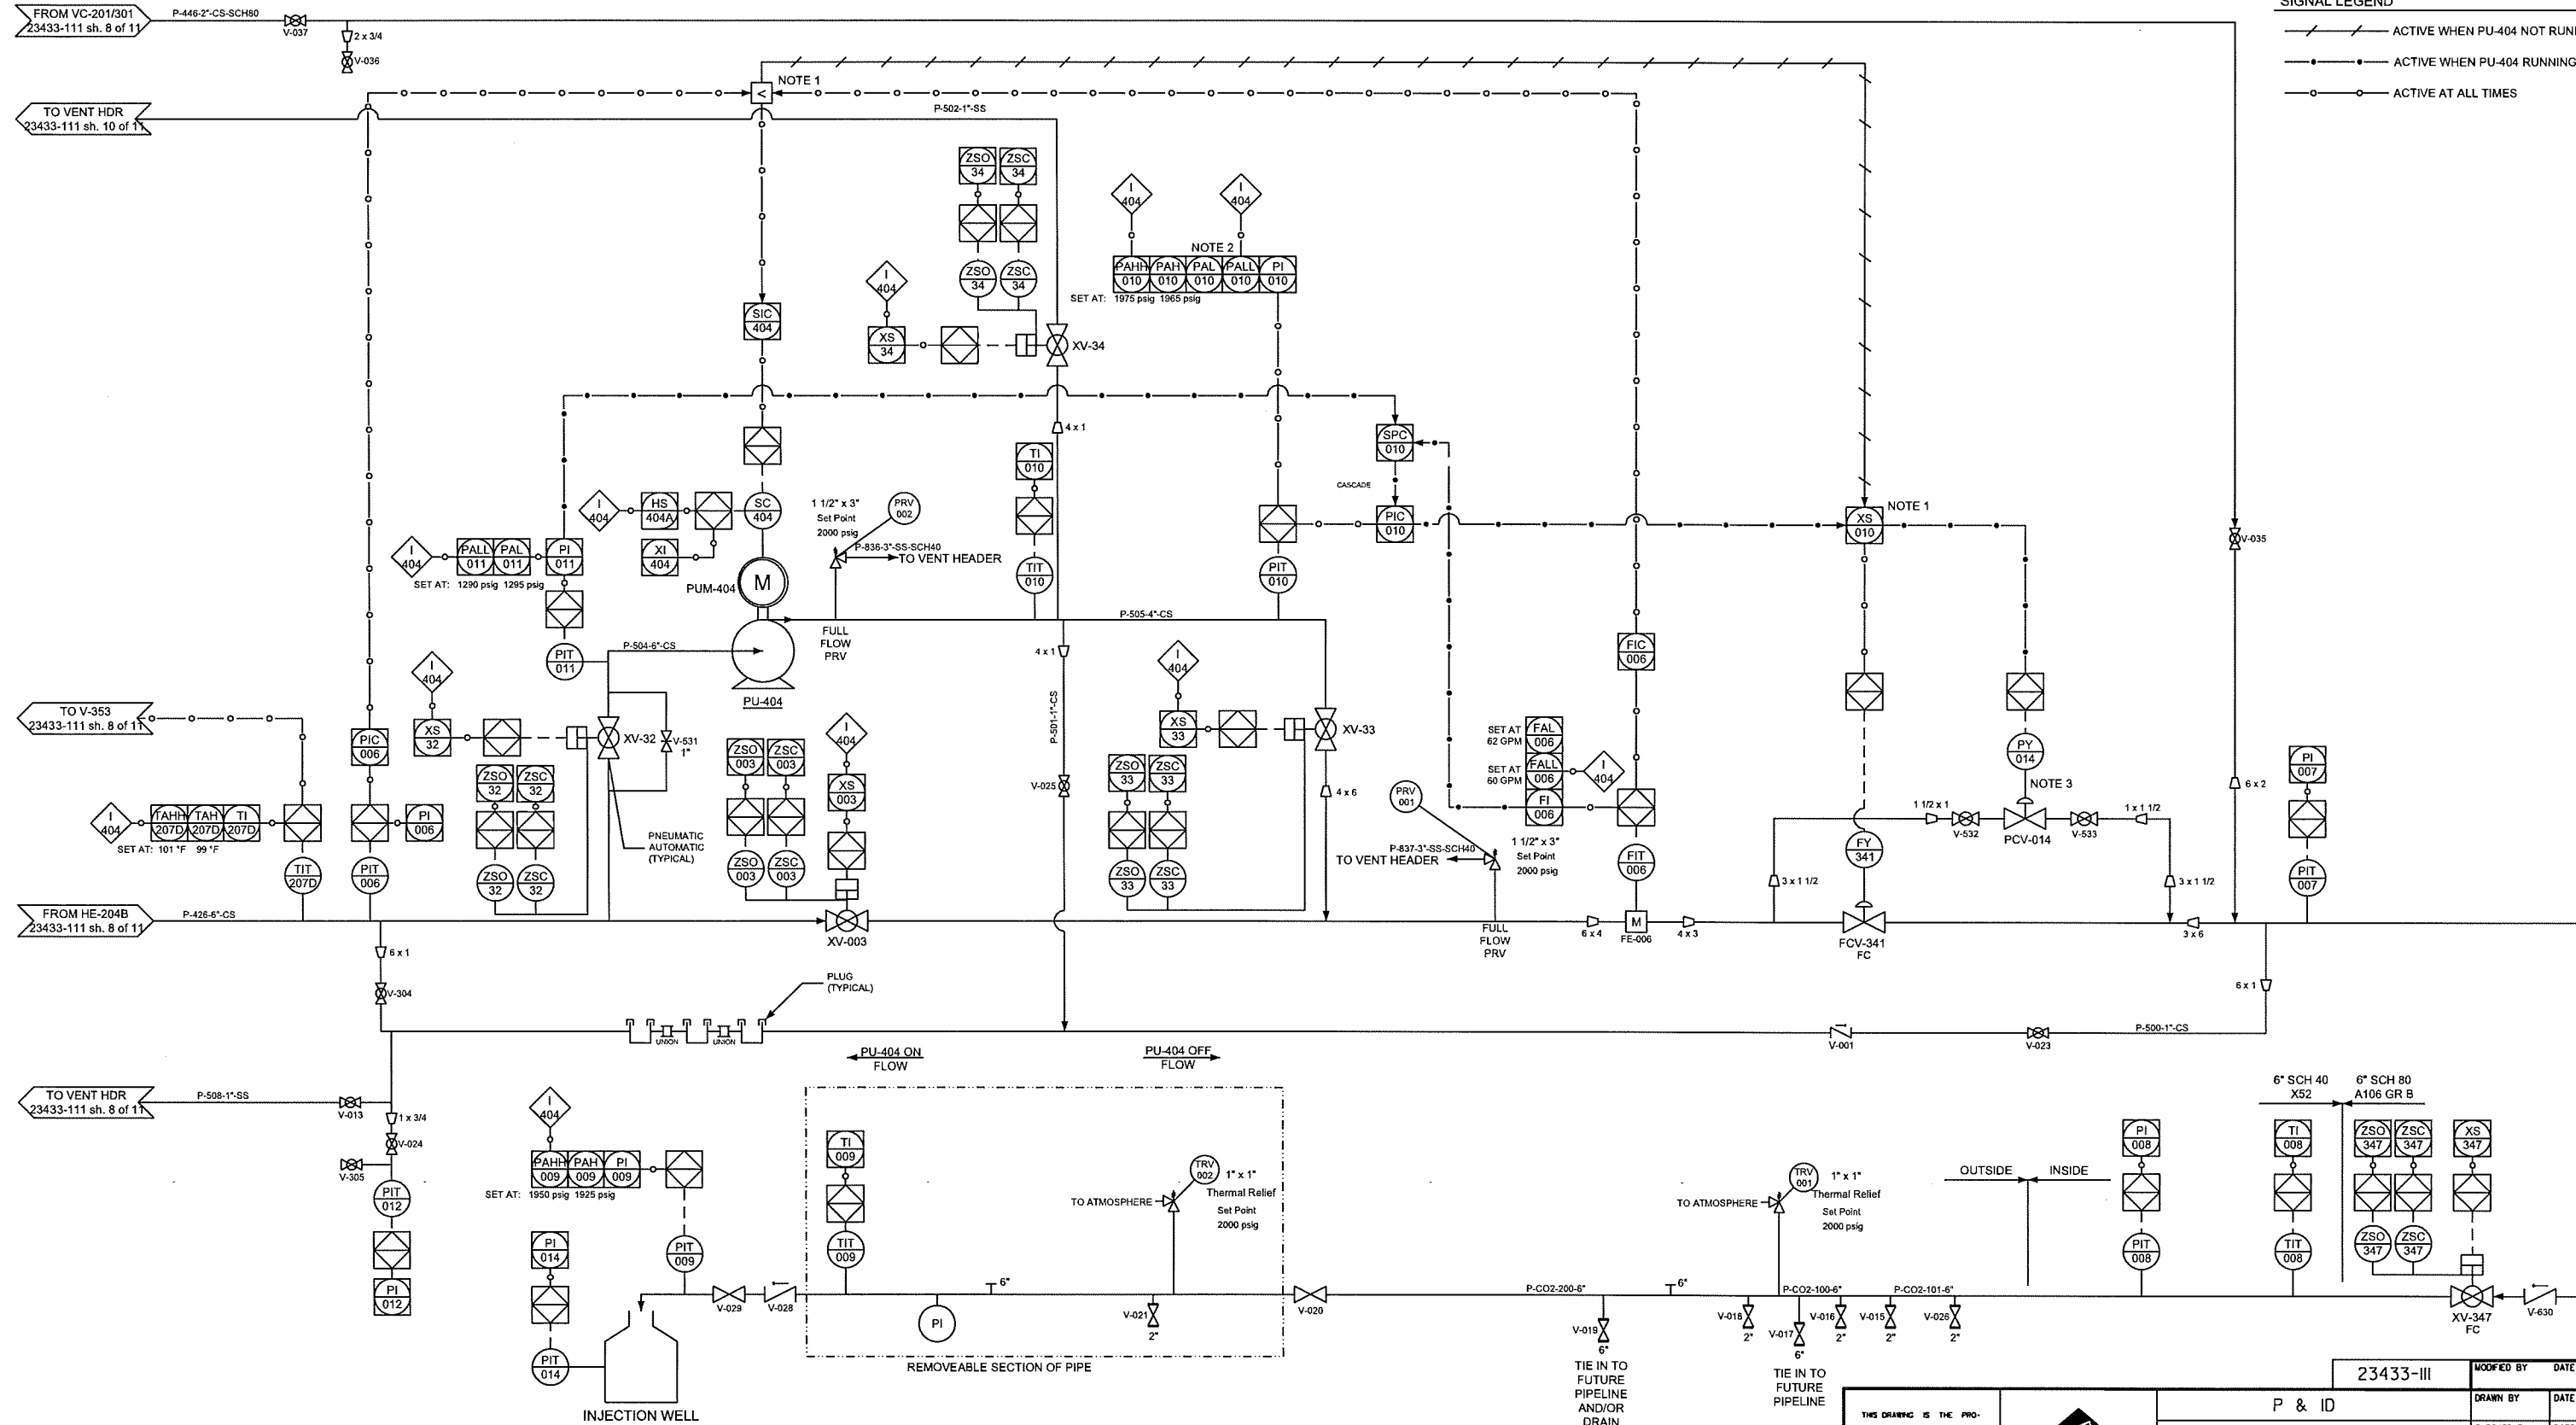 FROM VC-201/301
23433-111 sh. 8 of 11
P-446-2"-CS-SCH80
V-037
2 x 3/4
V-036
SIGNAL LEGEND
ACTIVE WHEN PU-404 NOT RUN
ACTIVE WHEN PU-404 RUNNING
ACTIVE AT ALL TIMES
TO VENT HDR
23433-111 sh. 10 of 11
NOTE 1
<
P-502-1"-SS
ZSO
34
ZSC
34
ZSO
34
ZSC
34
I
404
I
404
NOTE 2
PAHH
010
PAH
010
PAL
010
PALL
010
PI
010
SET AT: 1975 psig 1965 psig
I
404
XS
34
XV-34
SIC
404
4 x 1
TI
010
SPC
010
CASCADE
PIC
010
NOTE 1
XS
010
V-035
I
404
HS
404A
SC
404
XI
404
1 1/2" x 3"
Set Point
2000 psig
PRV
002
P-836-3"-SS-SCH40
TO VENT HEADER
I
404
PALL
011
PAL
011
PI
011
SET AT: 1290 psig 1295 psig
PUM-404
M
TIT
010
PIT
010
P-505-4"-CS
FULL
FLOW
PRV
PIT
011
P-504-6"-CS
PU-404
4 x 1
P-501-1"-CS
I
404
XS
33
XV-33
FIC
006
I
404
XS
32
XV-32
V-531
1"
TO V-353
23433-111 sh. 8 of 11
PIC
006
ZSO
003
ZSC
003
I
404
XS
003
V-025
ZSO
32
ZSC
32
ZSO
33
ZSC
33
4 x 6
PRV
001
SET AT
62 GPM
FAL
006
SET AT
60 GPM
FALL
006
I
404
FI
006
PY
014
NOTE 3
PI
007
6 x 2
I
404
TAHH
207D
TAH
207D
TI
207D
SET AT: 101 °F 99 °F
PI
006
PNEUMATIC
AUTOMATIC
(TYPICAL)
1 1/2 x 1
V-532
PCV-014
V-533
1 x 1 1/2
TIT
207D
PIT
006
ZSO
32
ZSC
32
ZSO
003
ZSC
003
ZSO
33
ZSC
33
P-837-3"-SS-SCH40
TO VENT HEADER
1 1/2" x 3"
Set Point
2000 psig
FIT
006
FY
341
3 x 1 1/2
3 x 1 1/2
PIT
007
FROM HE-204B
23433-111 sh. 8 of 11
P-426-6"-CS
XV-003
FULL
FLOW
PRV
6 x 4
M
FE-006
4 x 3
FCV-341
FC
3 x 6
6 x 1
V-304
PLUG
(TYPICAL)
6 x 1
UNION
UNION
V-001
V-023
P-500-1"-CS
PU-404 ON
FLOW
PU-404 OFF
FLOW
TO VENT HDR
23433-111 sh. 8 of 11
P-508-1"-SS
V-013
1 x 3/4
V-024
V-305
PIT
012
PI
012
I
404
PAHH
009
PAH
009
PI
009
SET AT: 1950 psig 1925 psig
PI
014
PIT
009
PIT
014
INJECTION WELL
V-029
V-028
TI
009
TIT
009
PI
6"
TO ATMOSPHERE
TRV
002
1" x 1"
Thermal Relief
Set Point
2000 psig
V-021
2"
REMOVEABLE SECTION OF PIPE
V-020
P-CO2-200-6"
6"
V-019
6"
TIE IN TO
FUTURE
PIPELINE
AND/OR
DRAIN
TO ATMOSPHERE
TRV
001
1" x 1"
Thermal Relief
Set Point
2000 psig
P-CO2-100-6"
P-CO2-101-6"
V-018
2"
V-017
6"
V-016
2"
V-015
2"
V-026
2"
TIE IN TO
FUTURE
PIPELINE
OUTSIDE
INSIDE
PI
008
PIT
008
6" SCH 40
X52
6" SCH 80
A106 GR B
TI
008
TIT
008
ZSO
347
ZSC
347
XS
347
ZSO
347
ZSC
347
XV-347
FC
V-630
23433-III
MODIFIED BY DATE
P & ID
DRAWN BY DATE
THIS DRAWING IS THE PRO-